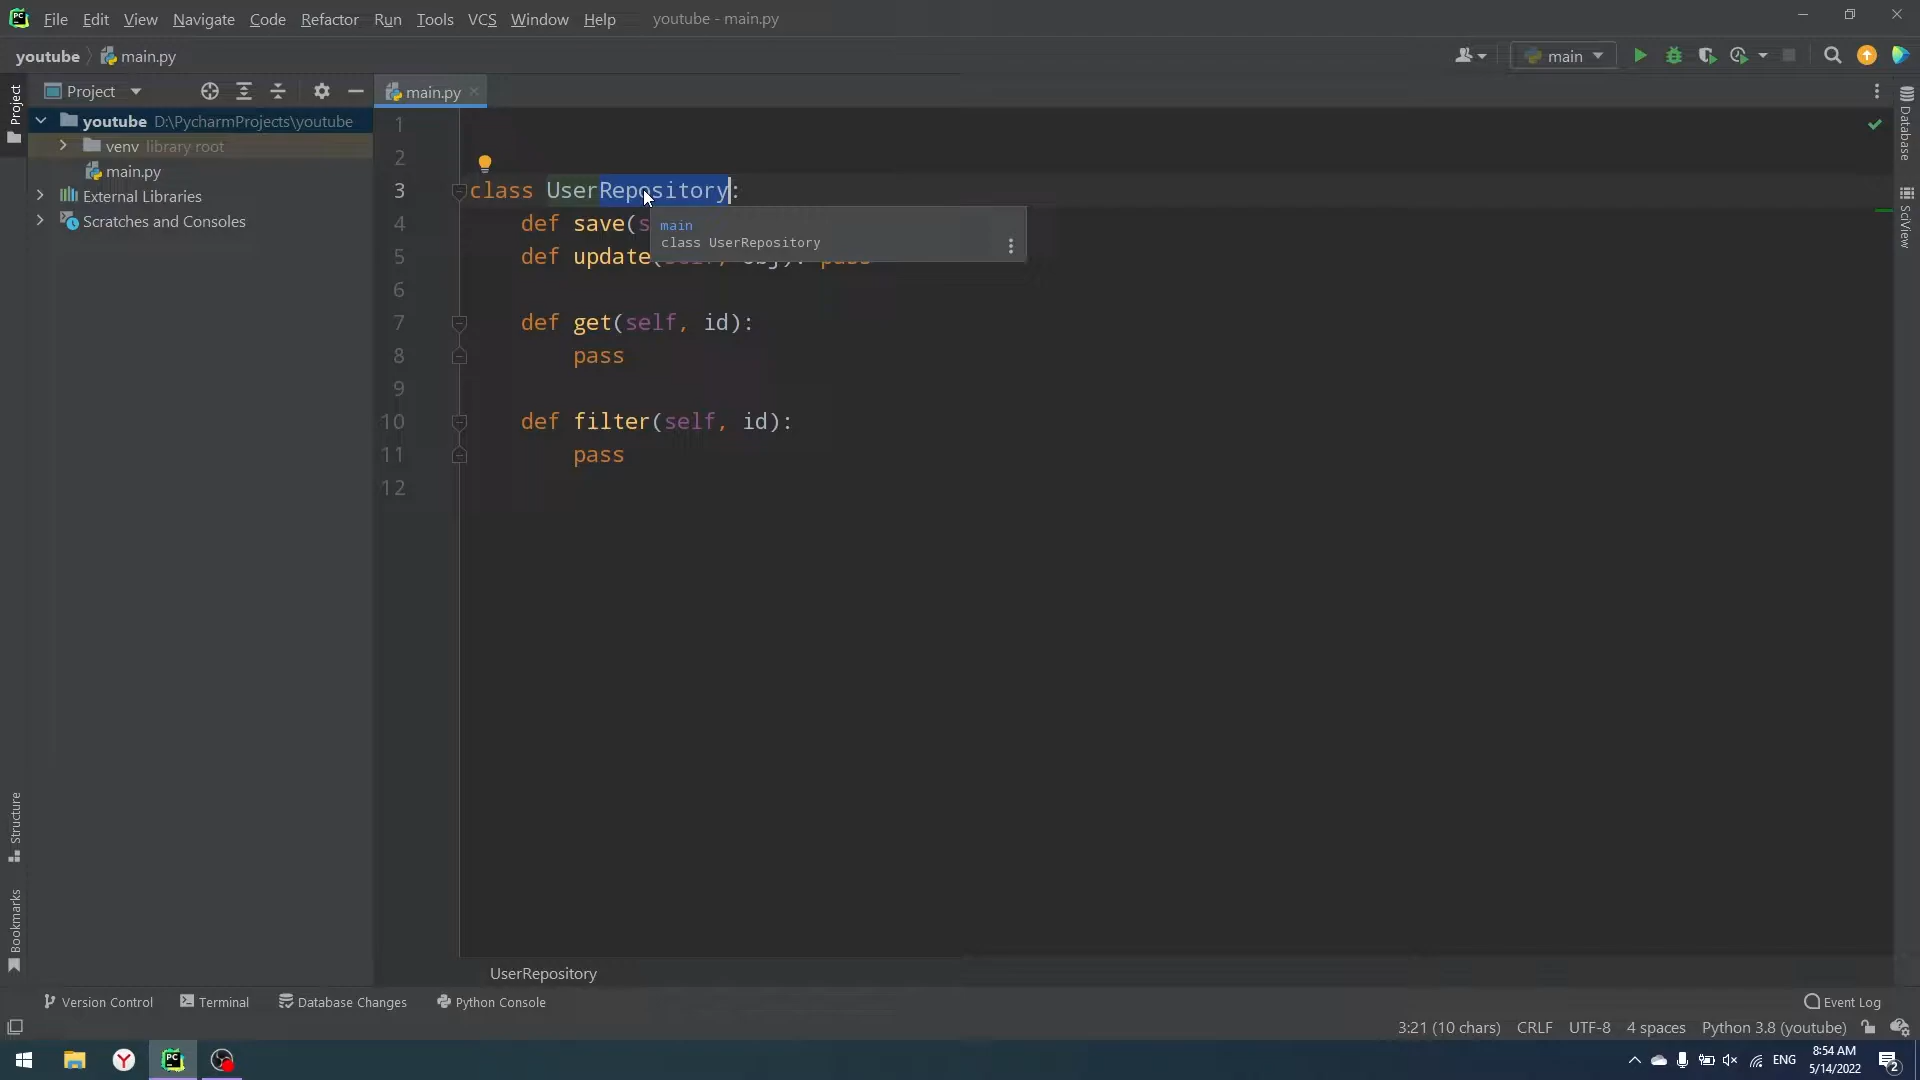 File Edit View Navigate Code Refactor Run Tools VCS Window Help youtube - main.py
youtube main.py main
Project main.py
Project
youtube D:\PycharmProjects\youtube
venv library root
main.py
External Libraries
Scratches and Consoles
Structure
Bookmarks
1
2
3 class UserRepository:
4 def save(s
main
class UserRepository
5 def update(self, obj): pass
6
7 def get(self, id):
8 pass
9
10 def filter(self, id):
11 pass
12
Database
SciView
UserRepository
Version Control Terminal Database Changes Python Console Event Log
3:21 (10 chars) CRLF UTF-8 4 spaces Python 3.8 (youtube)
ENG 8:54 AM
5/14/2022
2